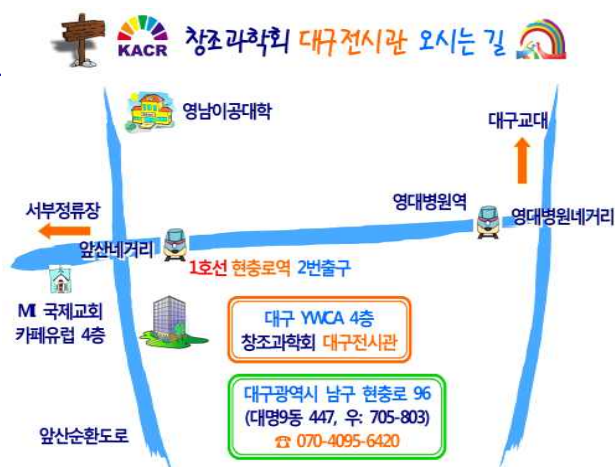 KACR 창조과학회 대구전시관 오시는 길
영남이공대학
대구교대
서부정류장
영대병원역
영대병원네거리
앞산네거리
1호선 현충로역 2번출구
MI 국제교회
카페유럽 4층
대구 YWCA 4층
창조과학회 대구전시관
대구광역시 남구 현충로 96
(대명9동 447, 우: 705-803)
☎ 070-4095-6420
앞산순환도로